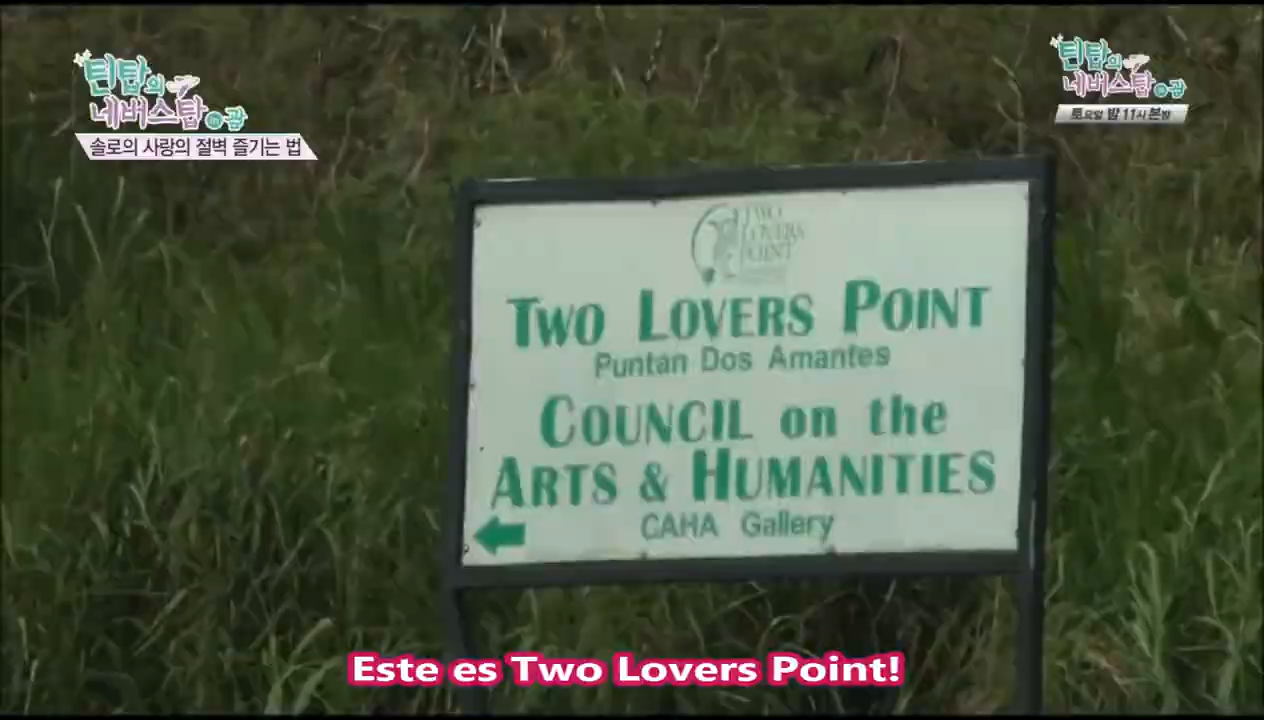 틴탑의
네버스탑 in 괌
솔로의 사랑의 절벽 즐기는 법
틴탑의
네버스탑 in 괌
토요일 밤 11시 본방
TWO
LOVERS
POINT
TWO LOVERS POINT
Puntan Dos Amantes
COUNCIL on the
ARTS & HUMANITIES
CAHA Gallery
Este es Two Lovers Point!